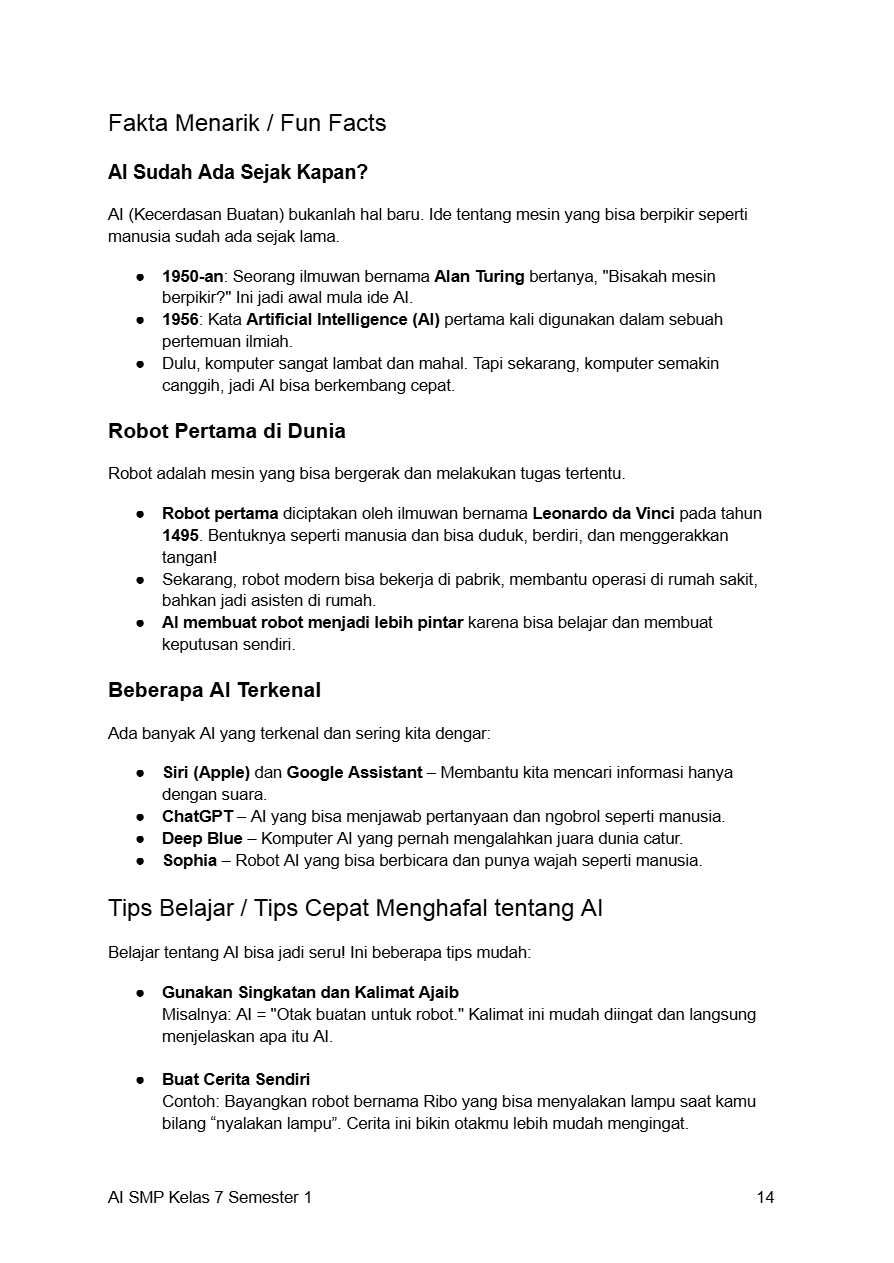 Fakta Menarik / Fun Facts
AI Sudah Ada Sejak Kapan?
AI (Kecerdasan Buatan) bukanlah hal baru. Ide tentang mesin yang bisa berpikir seperti
manusia sudah ada sejak lama.
● 1950-an: Seorang ilmuwan bernama Alan Turing bertanya, "Bisakah mesin
berpikir?" Ini jadi awal mula ide AI.
● 1956: Kata Artificial Intelligence (AI) pertama kali digunakan dalam sebuah
pertemuan ilmiah.
● Dulu, komputer sangat lambat dan mahal. Tapi sekarang, komputer semakin
canggih, jadi AI bisa berkembang cepat.
Robot Pertama di Dunia
Robot adalah mesin yang bisa bergerak dan melakukan tugas tertentu.
● Robot pertama diciptakan oleh ilmuwan bernama Leonardo da Vinci pada tahun
1495. Bentuknya seperti manusia dan bisa duduk, berdiri, dan menggerakkan
tangan!
● Sekarang, robot modern bisa bekerja di pabrik, membantu operasi di rumah sakit,
bahkan jadi asisten di rumah.
● AI membuat robot menjadi lebih pintar karena bisa belajar dan membuat
keputusan sendiri.
Beberapa AI Terkenal
Ada banyak AI yang terkenal dan sering kita dengar:
● Siri (Apple) dan Google Assistant – Membantu kita mencari informasi hanya
dengan suara.
● ChatGPT – AI yang bisa menjawab pertanyaan dan ngobrol seperti manusia.
● Deep Blue – Komputer AI yang pernah mengalahkan juara dunia catur.
● Sophia – Robot AI yang bisa berbicara dan punya wajah seperti manusia.
Tips Belajar / Tips Cepat Menghafal tentang AI
Belajar tentang AI bisa jadi seru! Ini beberapa tips mudah:
● Gunakan Singkatan dan Kalimat Ajaib
Misalnya: AI = "Otak buatan untuk robot." Kalimat ini mudah diingat dan langsung
menjelaskan apa itu AI.
● Buat Cerita Sendiri
Contoh: Bayangkan robot bernama Ribo yang bisa menyalakan lampu saat kamu
bilang “nyalakan lampu”. Cerita ini bikin otakmu lebih mudah mengingat.
AI SMP Kelas 7 Semester 1 14